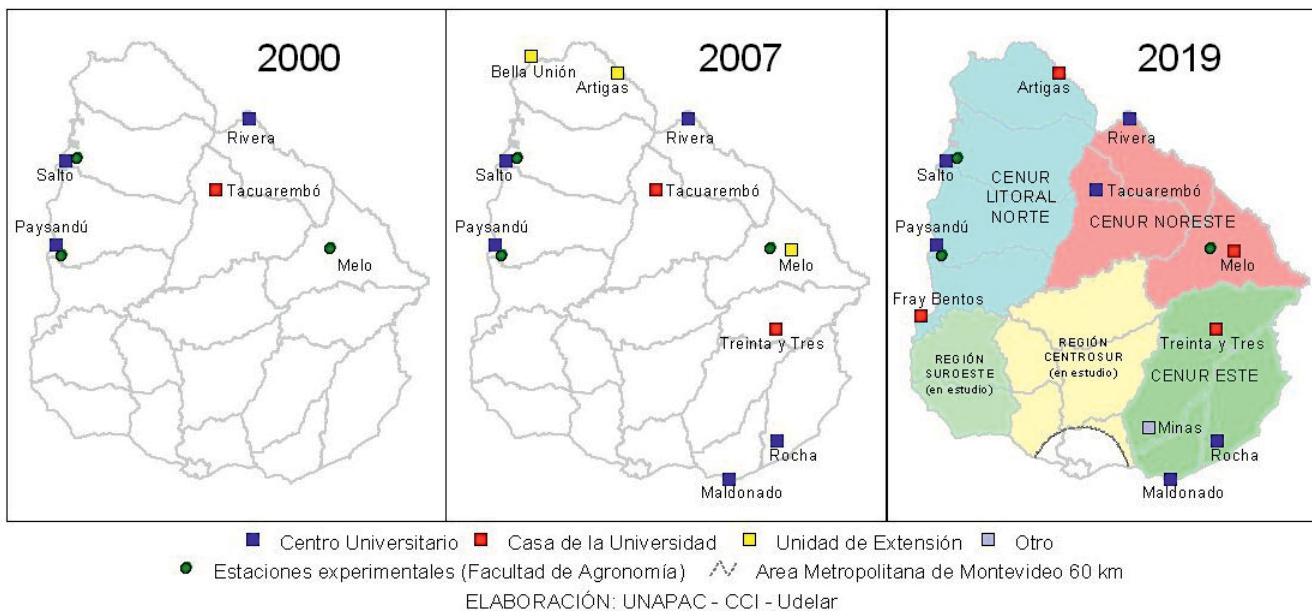 2000
Rivera
Salto
Tacuarembó
Paysandú
Melo
2007
Bella Unión
Artigas
Rivera
Salto
Tacuarembó
Paysandú
Melo
Treinta y Tres
Rocha
Maldonado
2019
Artigas
Rivera
Salto
CENUR
LITORAL
NORTE
Tacuarembó
CENUR NORESTE
Paysandú
Melo
Fray Bentos
Treinta y Tres
REGIÓN
SUROESTE
(en estudio)
REGIÓN
CENTROSUR
(en estudio)
CENUR ESTE
Minas
Rocha
Maldonado
Centro Universitario Casa de la Universidad Unidad de Extensión Otro
Estaciones experimentales (Facultad de Agronomía) Area Metropolitana de Montevideo 60 km
ELABORACIÓN: UNAPAC - CCI - Udelar